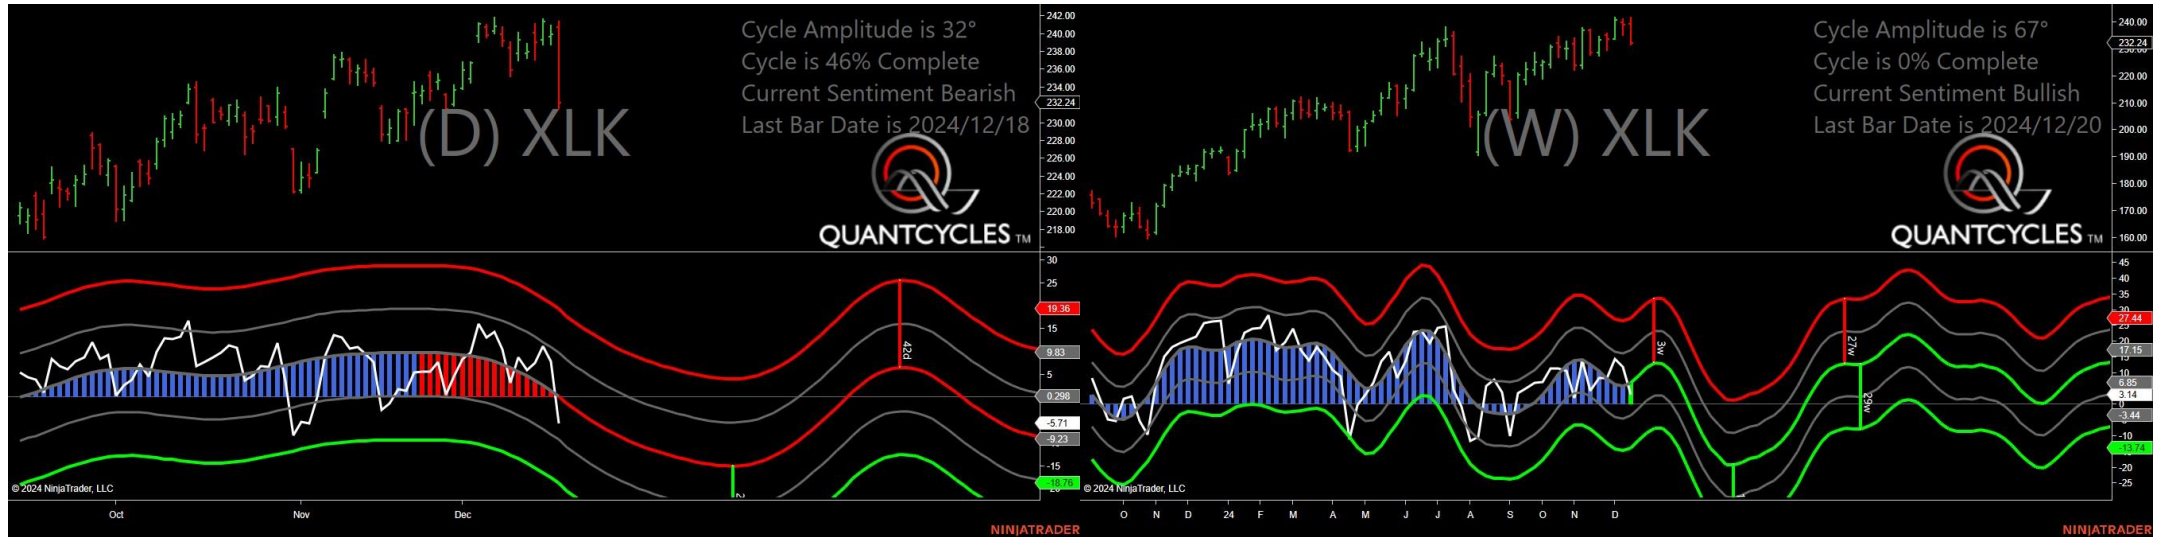 Cycle Amplitude is 32°
Cycle is 46% Complete
Current Sentiment Bearish
Last Bar Date is 2024/12/18
(D) XLK
QUANTCYCLES TM
242.00
240.00
238.00
236.00
234.00
232.24
230.00
228.00
226.00
224.00
222.00
220.00
218.00
30
25
19.36
15
9.83
5
0.298
-5.71
-9.23
-15
-18.76
42d
2
© 2024 NinjaTrader, LLC
Oct Nov Dec
NINJATRADER
Cycle Amplitude is 67°
Cycle is 0% Complete
Current Sentiment Bullish
Last Bar Date is 2024/12/20
(W) XLK
QUANTCYCLES TM
240.00
232.24
220.00
210.00
200.00
190.00
180.00
170.00
160.00
45
40
35
27.44
20
17.15
10
6.85
3.14
0
-3.44
-10
-13.74
-20
-25
3w
27w
29w
© 2024 NinjaTrader, LLC
O N D 24 F M A M J J A S O N D
NINJATRADER